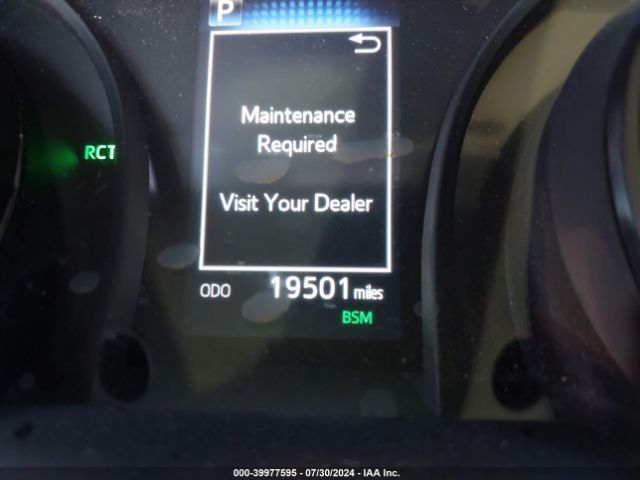 P
Maintenance
Required
RCT
Visit Your Dealer
ODO 19501 miles
BSM
000-39977595 - 07/30/2024 - IAA Inc.